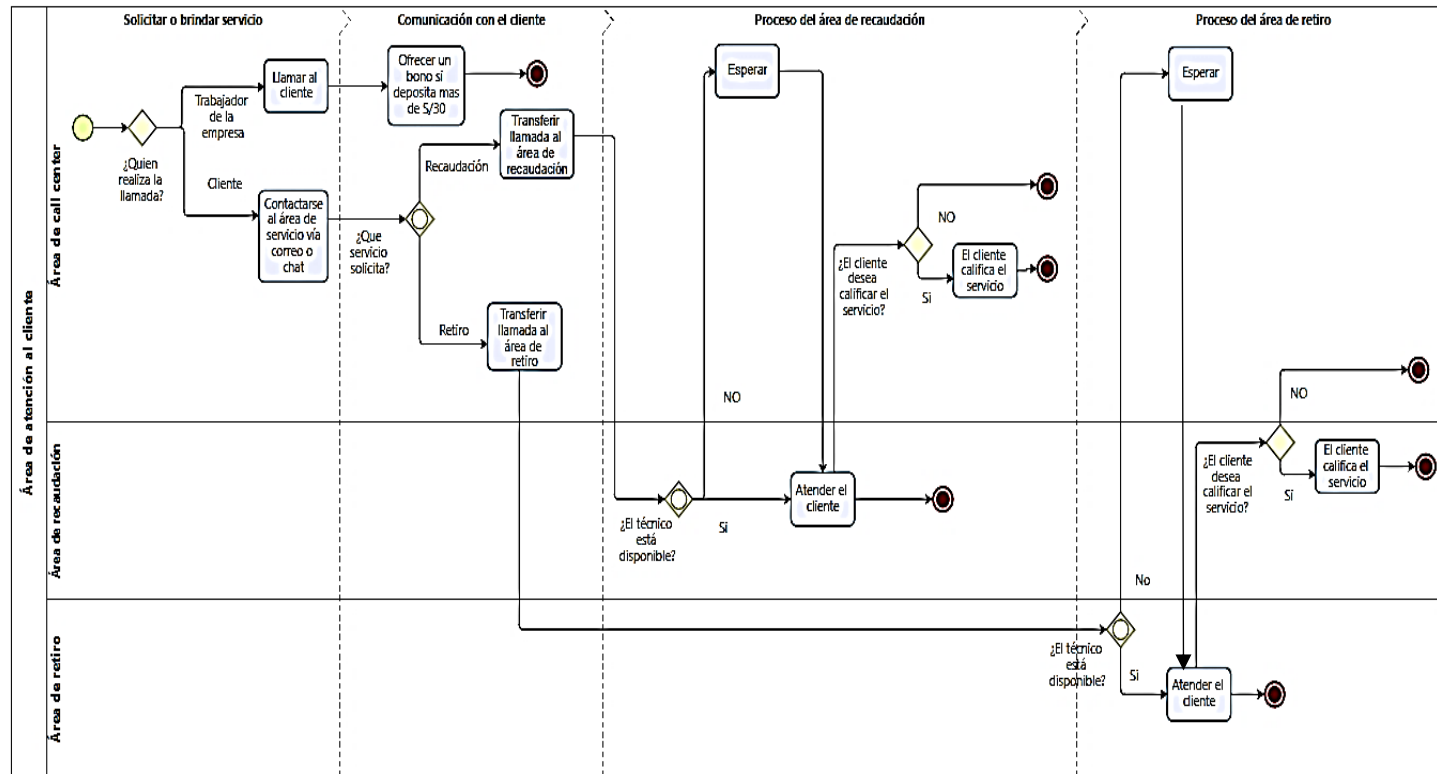 Solicitar o brindar servicio
Comunicación con el cliente
Proceso del área de recaudación
Proceso del área de retiro
Área de atención al cliente
Área de call center
¿Quien
realiza la
llamada?
Trabajador
de la
empresa
Cliente
Llamar al
cliente
Contactarse
al área de
servicio vía
correo o
chat
Ofrecer un
bono si
deposita mas
de S/30
¿Que
servicio
solicita?
Recaudación
Transferir
llamada al
área de
recaudación
Retiro
Transferir
llamada al
área de
retiro
Esperar
NO
¿El cliente
desea
calificar el
servicio?
NO
Si
El cliente
califica el
servicio
Esperar
NO
Área de recaudación
¿El técnico
está
disponible?
Si
Atender el
cliente
¿El cliente
desea
calificar el
servicio?
Si
El cliente
califica el
servicio
No
Área de retiro
¿El técnico
está
disponible?
Si
Atender el
cliente